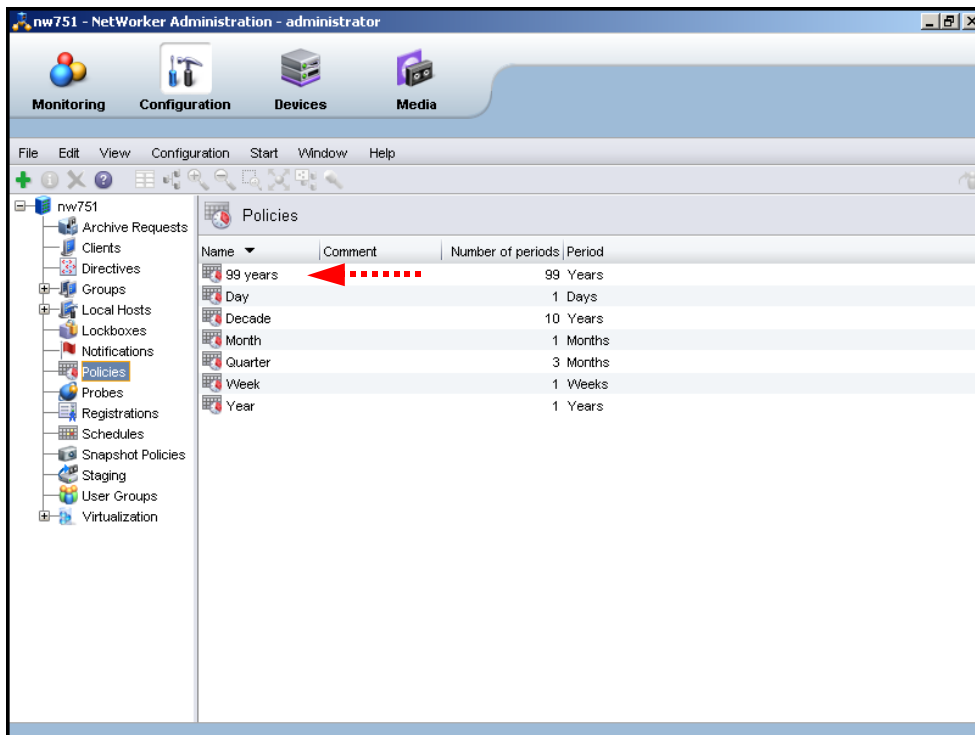 nw751 - NetWorker Administration - administrator
Monitoring Configuration Devices Media
File Edit View Configuration Start Window Help
nw751
Archive Requests
Clients
Directives
Groups
Local Hosts
Lockboxes
Notifications
Policies
Probes
Registrations
Schedules
Snapshot Policies
Staging
User Groups
Virtualization
Policies
Name Comment Number of periods Period
99 years 99 Years
Day 1 Days
Decade 10 Years
Month 1 Months
Quarter 3 Months
Week 1 Weeks
Year 1 Years